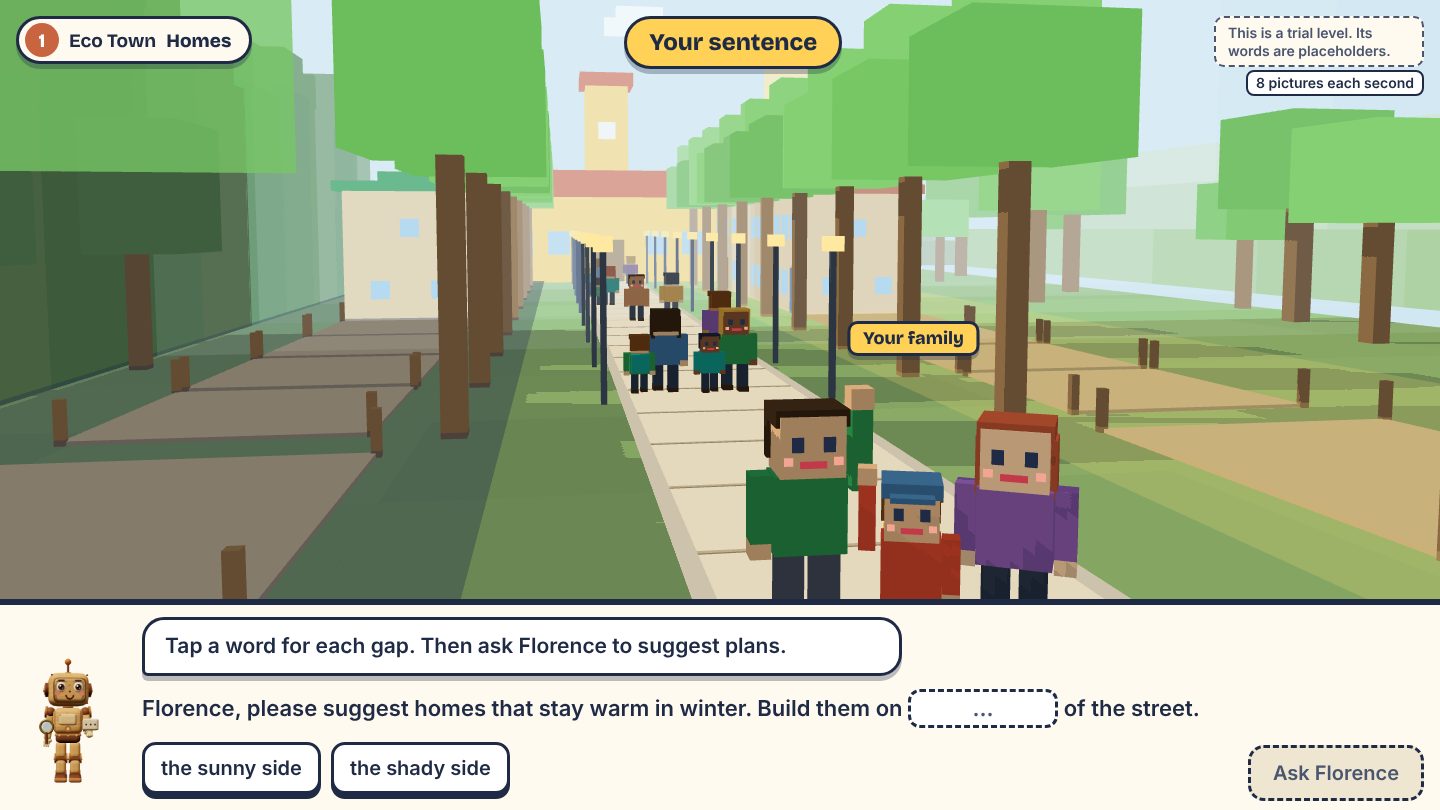 1 Eco Town Homes
Your sentence
This is a trial level. Its
words are placeholders.
8 pictures each second
Your family
Tap a word for each gap. Then ask Florence to suggest plans.
Florence, please suggest homes that stay warm in winter. Build them on ... of the street.
the sunny side
the shady side
Ask Florence